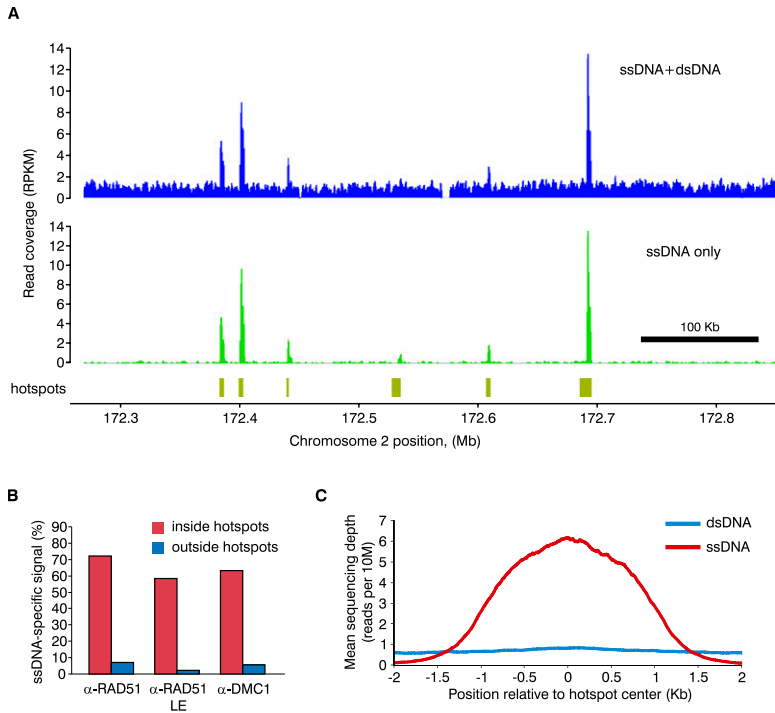 A
Read coverage (RPKM)
14
12
10
8
6
4
2
0
ssDNA+dsDNA
14
12
10
8
6
4
2
0
ssDNA only
100 Kb
hotspots
172.3 172.4 172.5 172.6 172.7 172.8
Chromosome 2 position, (Mb)
B
ssDNA-specific signal (%)
90
80
70
60
50
40
30
20
10
0
inside hotspots
outside hotspots
α-RAD51 α-RAD51 α-DMC1
LE
C
Mean sequencing depth
(reads per 10M)
7
6
5
4
3
2
1
0
dsDNA
ssDNA
-2 -1.5 -1 -0.5 0 0.5 1 1.5 2
Position relative to hotspot center (Kb)